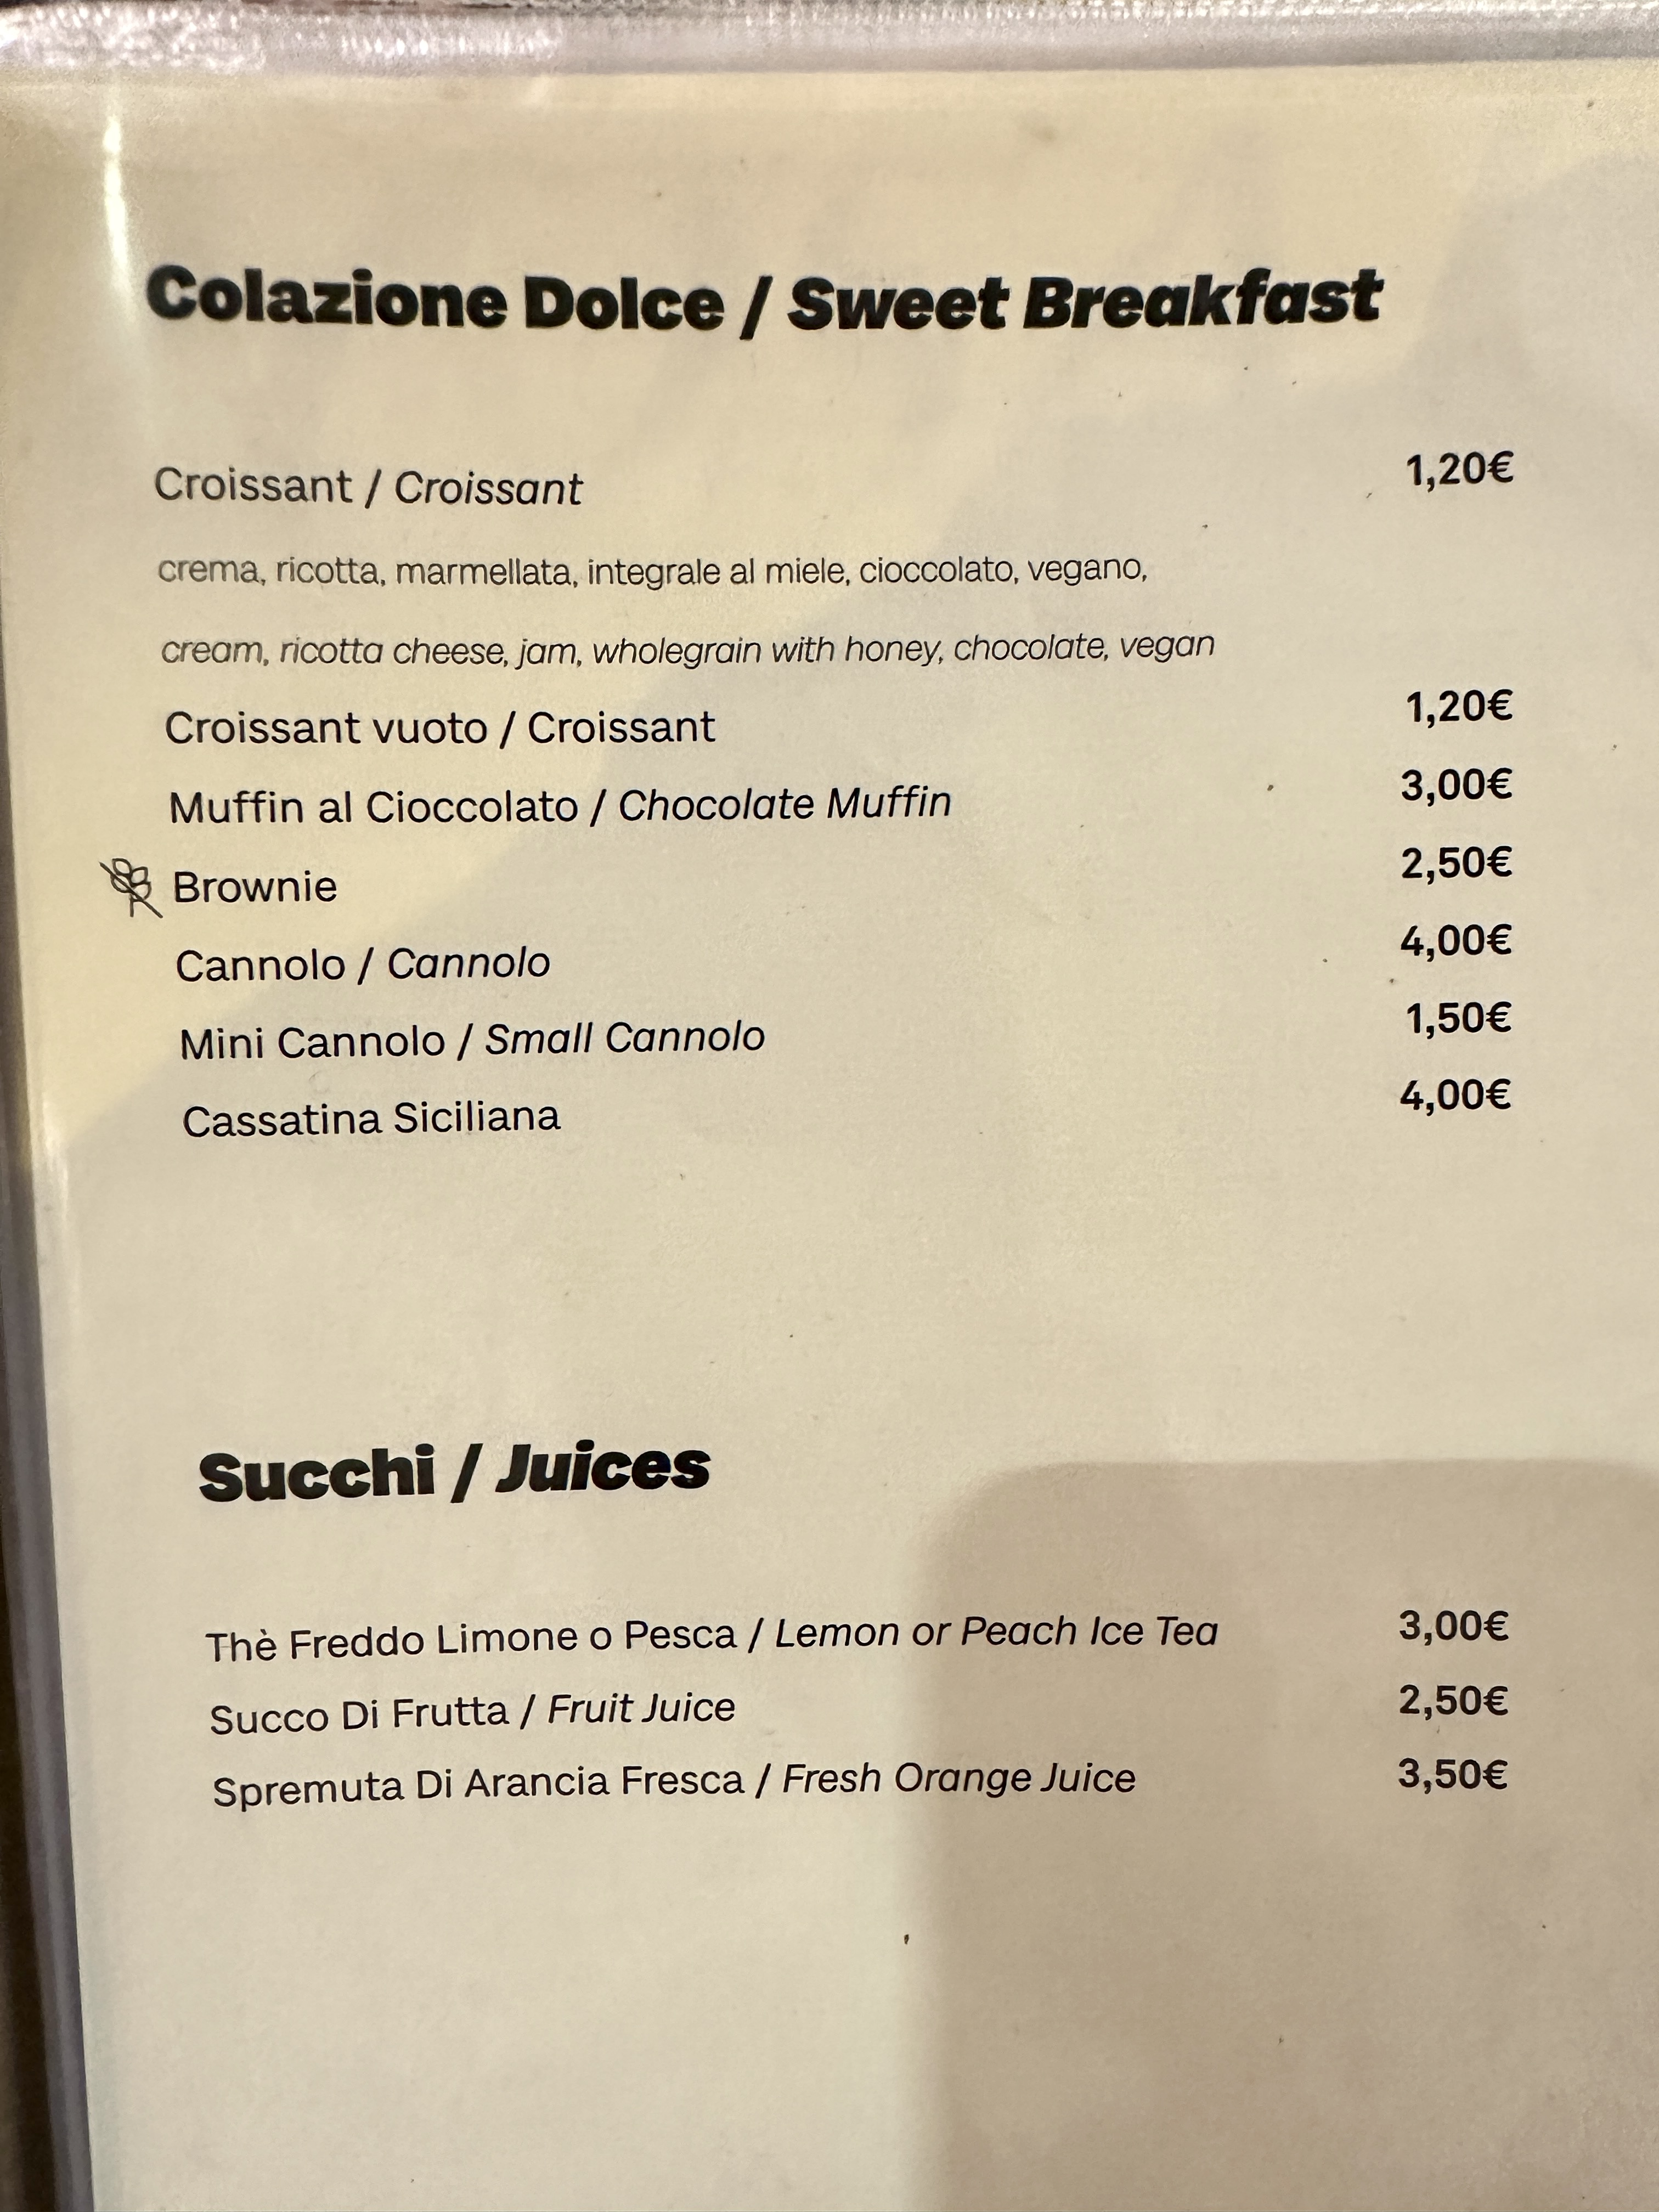 Colazione Dolce / Sweet Breakfast
Croissant / Croissant 1,20€
crema, ricotta, marmellata, integrale al miele, cioccolato, vegano,
cream, ricotta cheese, jam, wholegrain with honey, chocolate, vegan
Croissant vuoto / Croissant 1,20€
Muffin al Cioccolato / Chocolate Muffin 3,00€
Brownie 2,50€
Cannolo / Cannolo 4,00€
Mini Cannolo / Small Cannolo 1,50€
Cassatina Siciliana 4,00€
Succhi / Juices
Thè Freddo Limone o Pesca / Lemon or Peach Ice Tea 3,00€
Succo Di Frutta / Fruit Juice 2,50€
Spremuta Di Arancia Fresca / Fresh Orange Juice 3,50€